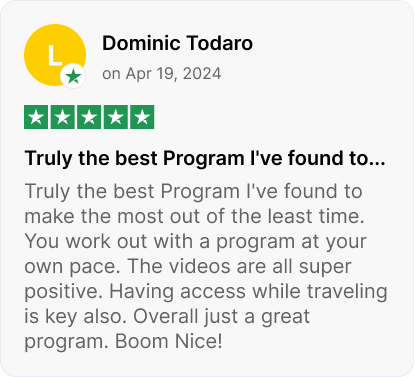 L
Dominic Todaro
on Apr 19, 2024
Truly the best Program I've found to...
Truly the best Program I've found to
make the most out of the least time.
You work out with a program at your
own pace. The videos are all super
positive. Having access while traveling
is key also. Overall just a great
program. Boom Nice!